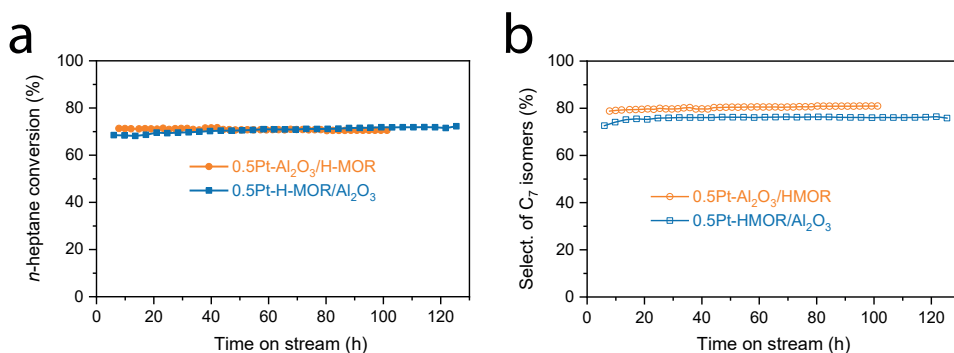 a
100
80
60
40
20
0
n-heptane conversion (%)
0.5Pt-Al₂O₃/H-MOR
0.5Pt-H-MOR/Al₂O₃
0 20 40 60 80 100 120
Time on stream (h)
b
100
80
60
40
20
0
Select. of C₇ isomers (%)
0.5Pt-Al₂O₃/HMOR
0.5Pt-HMOR/Al₂O₃
0 20 40 60 80 100 120
Time on stream (h)